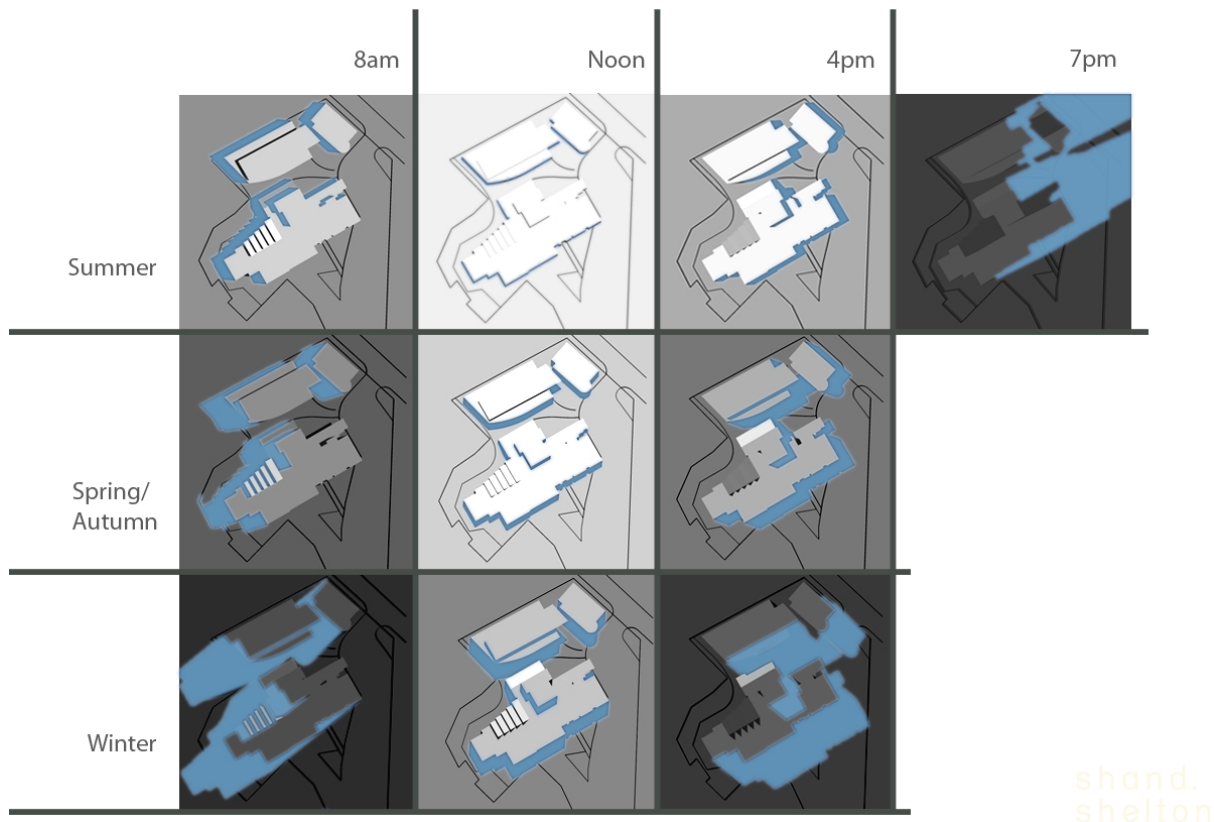 8am
Noon
4pm
7pm
Summer
Spring/
Autumn
Winter
shand.
shelton